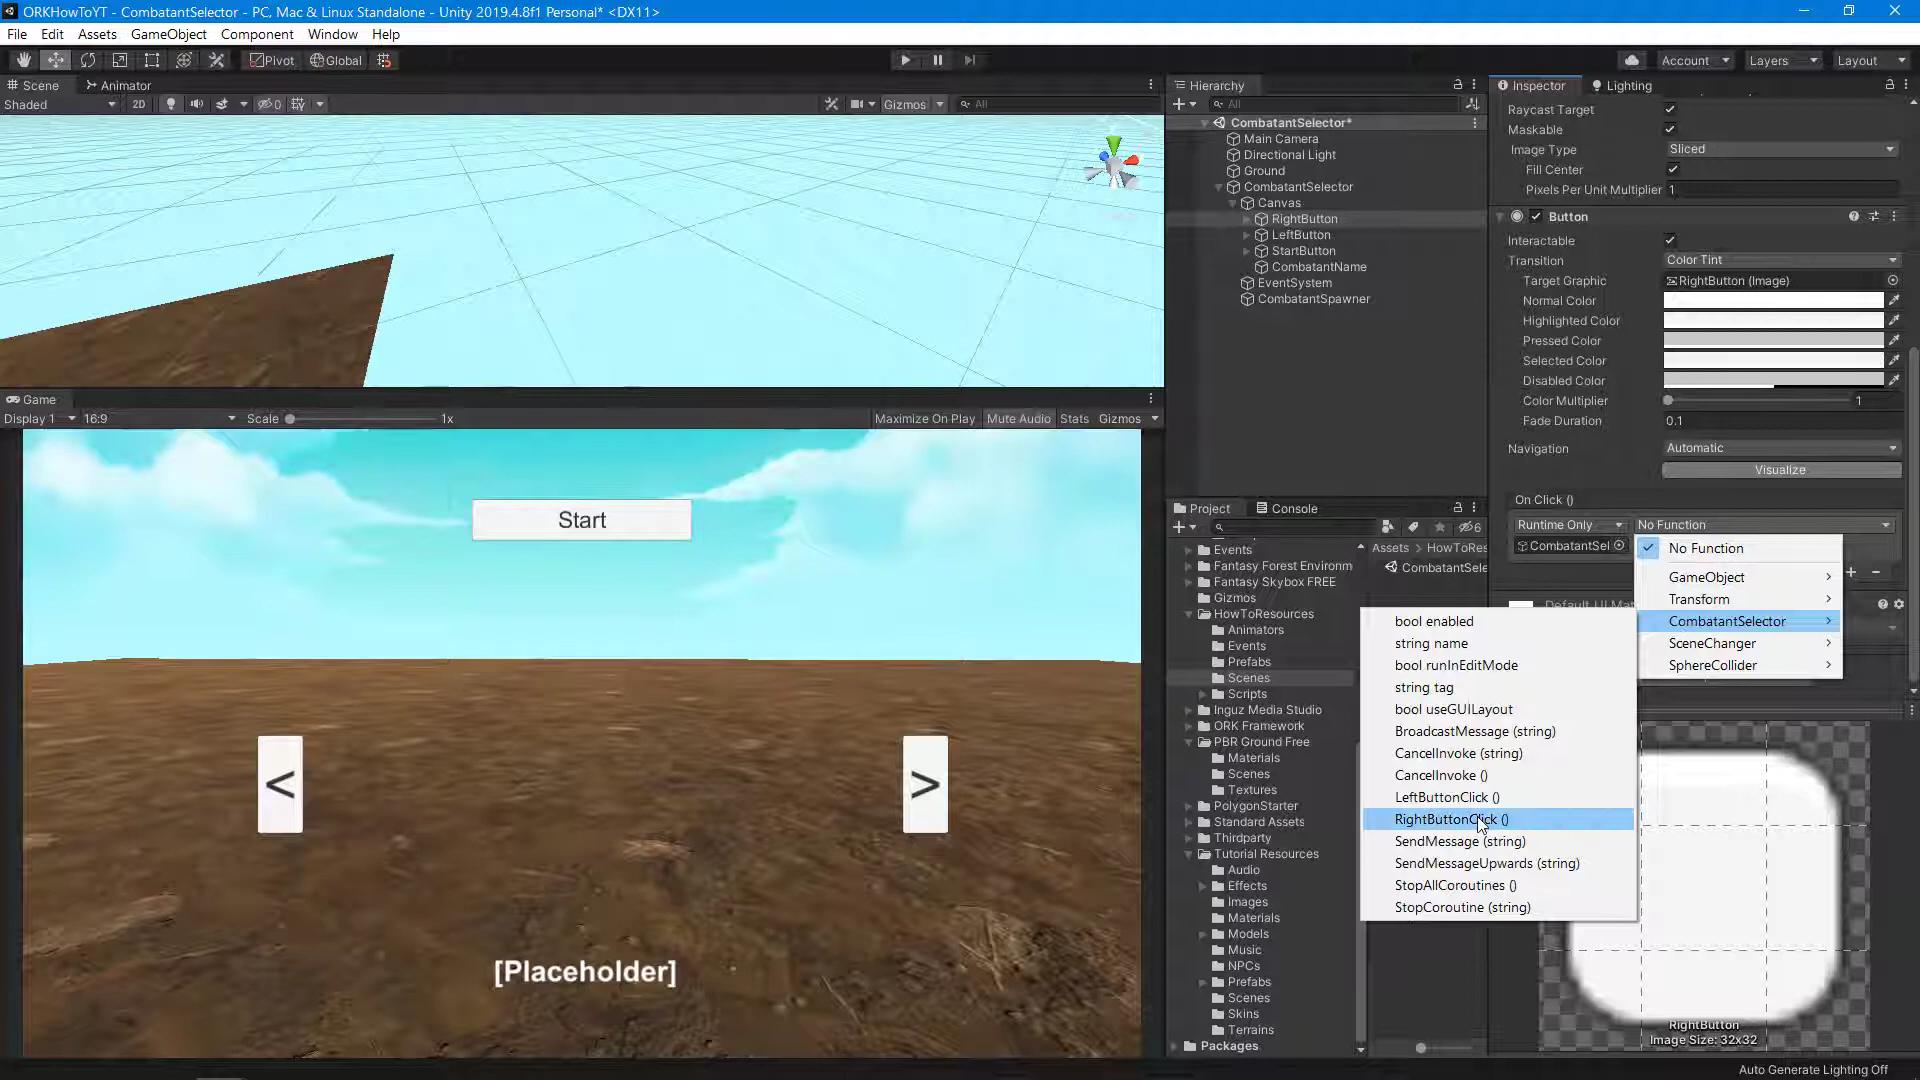 ORKHowToYT - CombatantSelector - PC, Mac & Linux Standalone - Unity 2019.4.8f1 Personal* <DX11>
File Edit Assets GameObject Component Window Help
Pivot Global Account Layers Layout
Scene Animator
Shaded 2D 0 Gizmos All
Game
Display 1 16:9 Scale 1x Maximize On Play Mute Audio Stats Gizmos
Start
<
>
[Placeholder]
Hierarchy
All
CombatantSelector*
Main Camera
Directional Light
Ground
CombatantSelector
Canvas
RightButton
LeftButton
StartButton
CombatantName
EventSystem
CombatantSpawner
Project Console
6
Events
Fantasy Forest Environm
Fantasy Skybox FREE
Gizmos
HowToResources
Animators
Events
Prefabs
Scenes
Scripts
Inguz Media Studio
ORK Framework
PBR Ground Free
Materials
Scenes
Textures
PolygonStarter
Standard Assets
Thirdparty
Tutorial Resources
Audio
Effects
Images
Materials
Models
Music
NPCs
Prefabs
Scenes
Skins
Terrains
Packages
Assets > HowToRes
CombatantSele
Inspector Lighting
Raycast Target
Maskable
Image Type Sliced
Fill Center
Pixels Per Unit Multiplier 1
Button
Interactable
Transition Color Tint
Target Graphic RightButton (Image)
Normal Color
Highlighted Color
Pressed Color
Selected Color
Disabled Color
Color Multiplier 1
Fade Duration 0.1
Navigation Automatic
Visualize
On Click ()
Runtime Only No Function
CombatantSel
Default UI Mat
No Function
GameObject
Transform
CombatantSelector
SceneChanger
SphereCollider
bool enabled
string name
bool runInEditMode
string tag
bool useGUILayout
BroadcastMessage (string)
CancelInvoke (string)
CancelInvoke ()
LeftButtonClick ()
RightButtonClick ()
SendMessage (string)
SendMessageUpwards (string)
StopAllCoroutines ()
StopCoroutine (string)
RightButton
Image Size: 32x32
Auto Generate Lighting Off